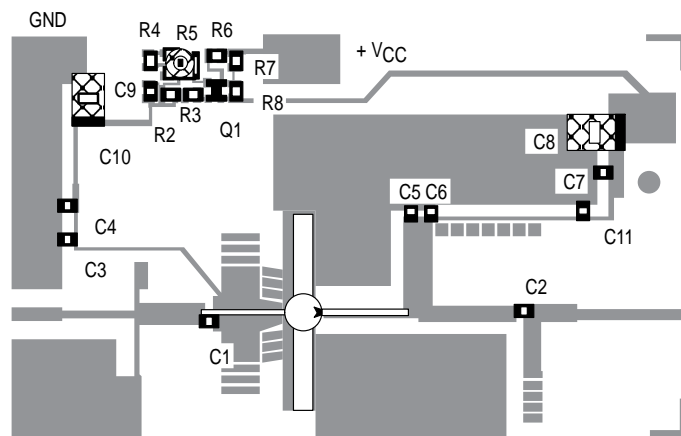 GND
R4 R5 R6
+ VCC
R7
C9
R8
R2 R3 Q1
C8
C10
C7
C5 C6
C4
C11
C3
C2
C1